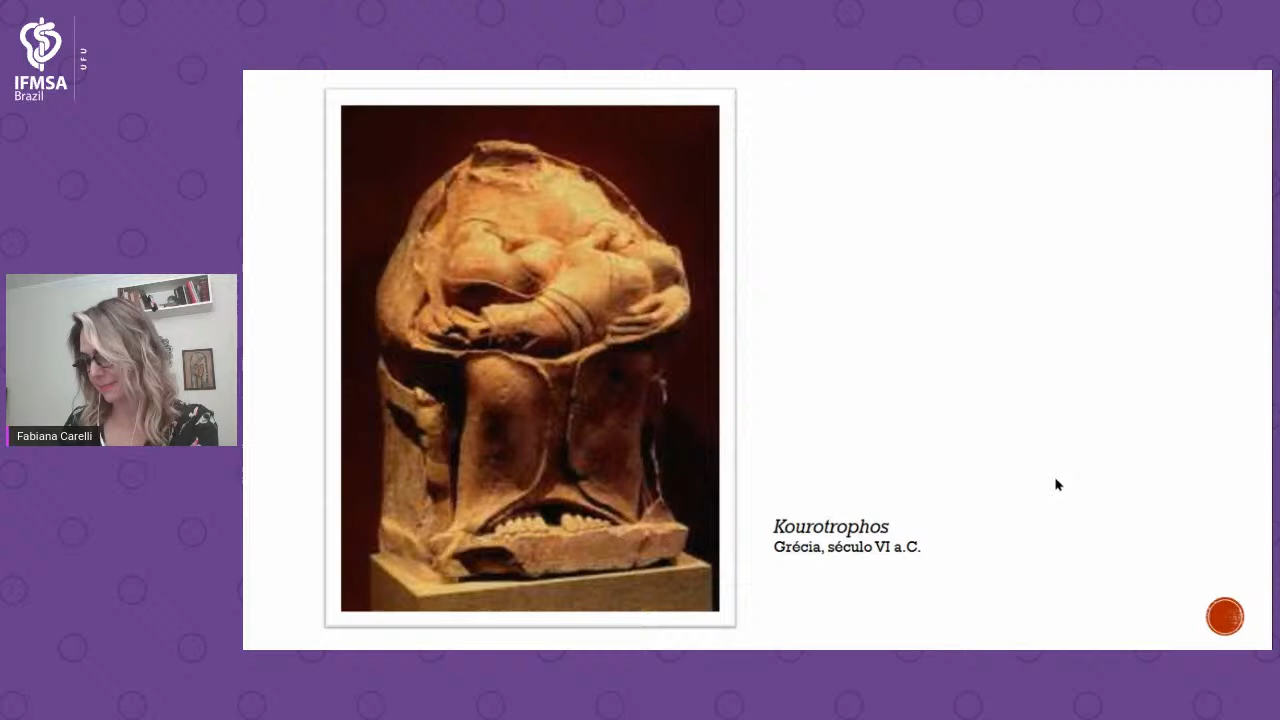 IFMSA
Brazil
UFU
Fabiana Carelli
Kourotrophos
Grécia, século VI a.C.